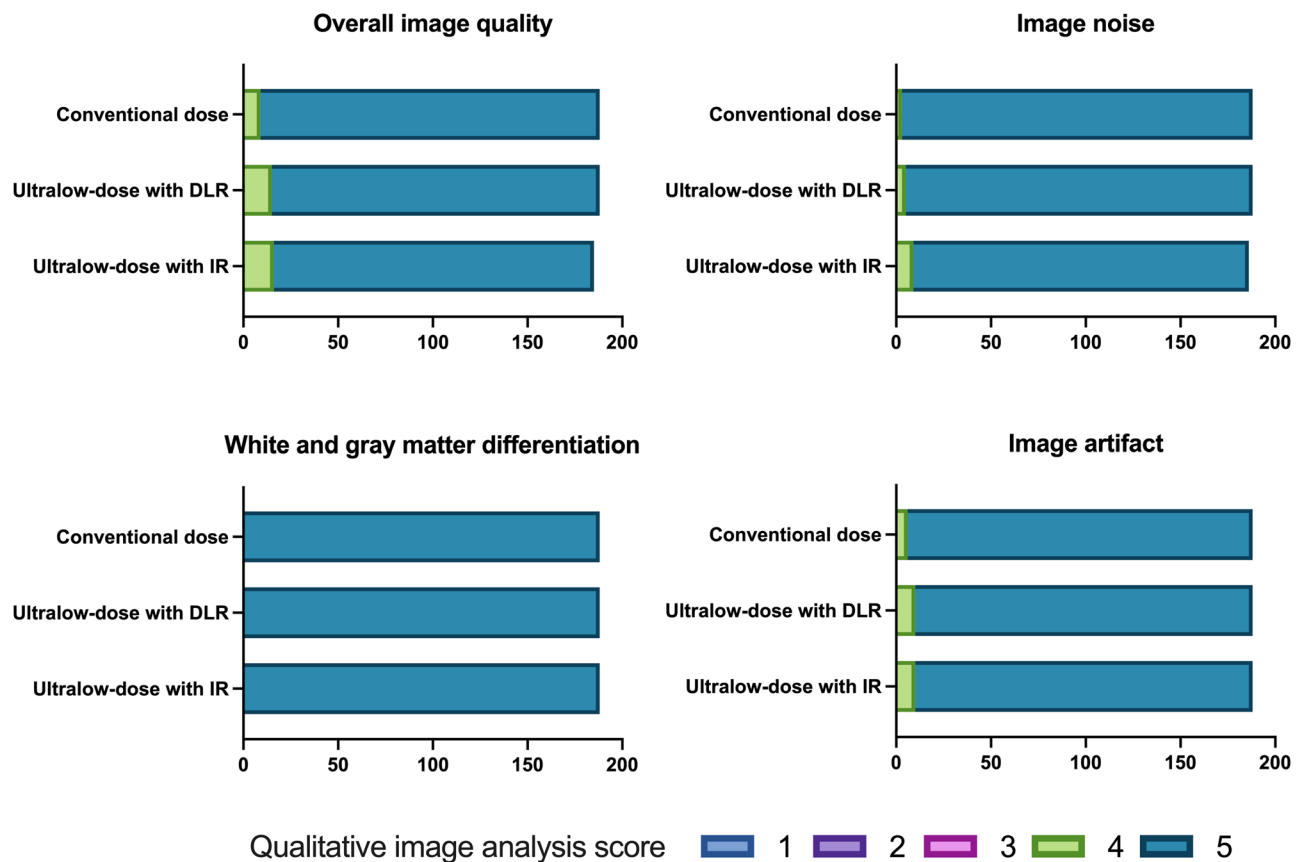 Overall image quality
Conventional dose
Ultralow-dose with DLR
Ultralow-dose with IR
0 50 100 150 200
Image noise
Conventional dose
Ultralow-dose with DLR
Ultralow-dose with IR
0 50 100 150 200
White and gray matter differentiation
Conventional dose
Ultralow-dose with DLR
Ultralow-dose with IR
0 50 100 150 200
Image artifact
Conventional dose
Ultralow-dose with DLR
Ultralow-dose with IR
0 50 100 150 200
Qualitative image analysis score 1 2 3 4 5